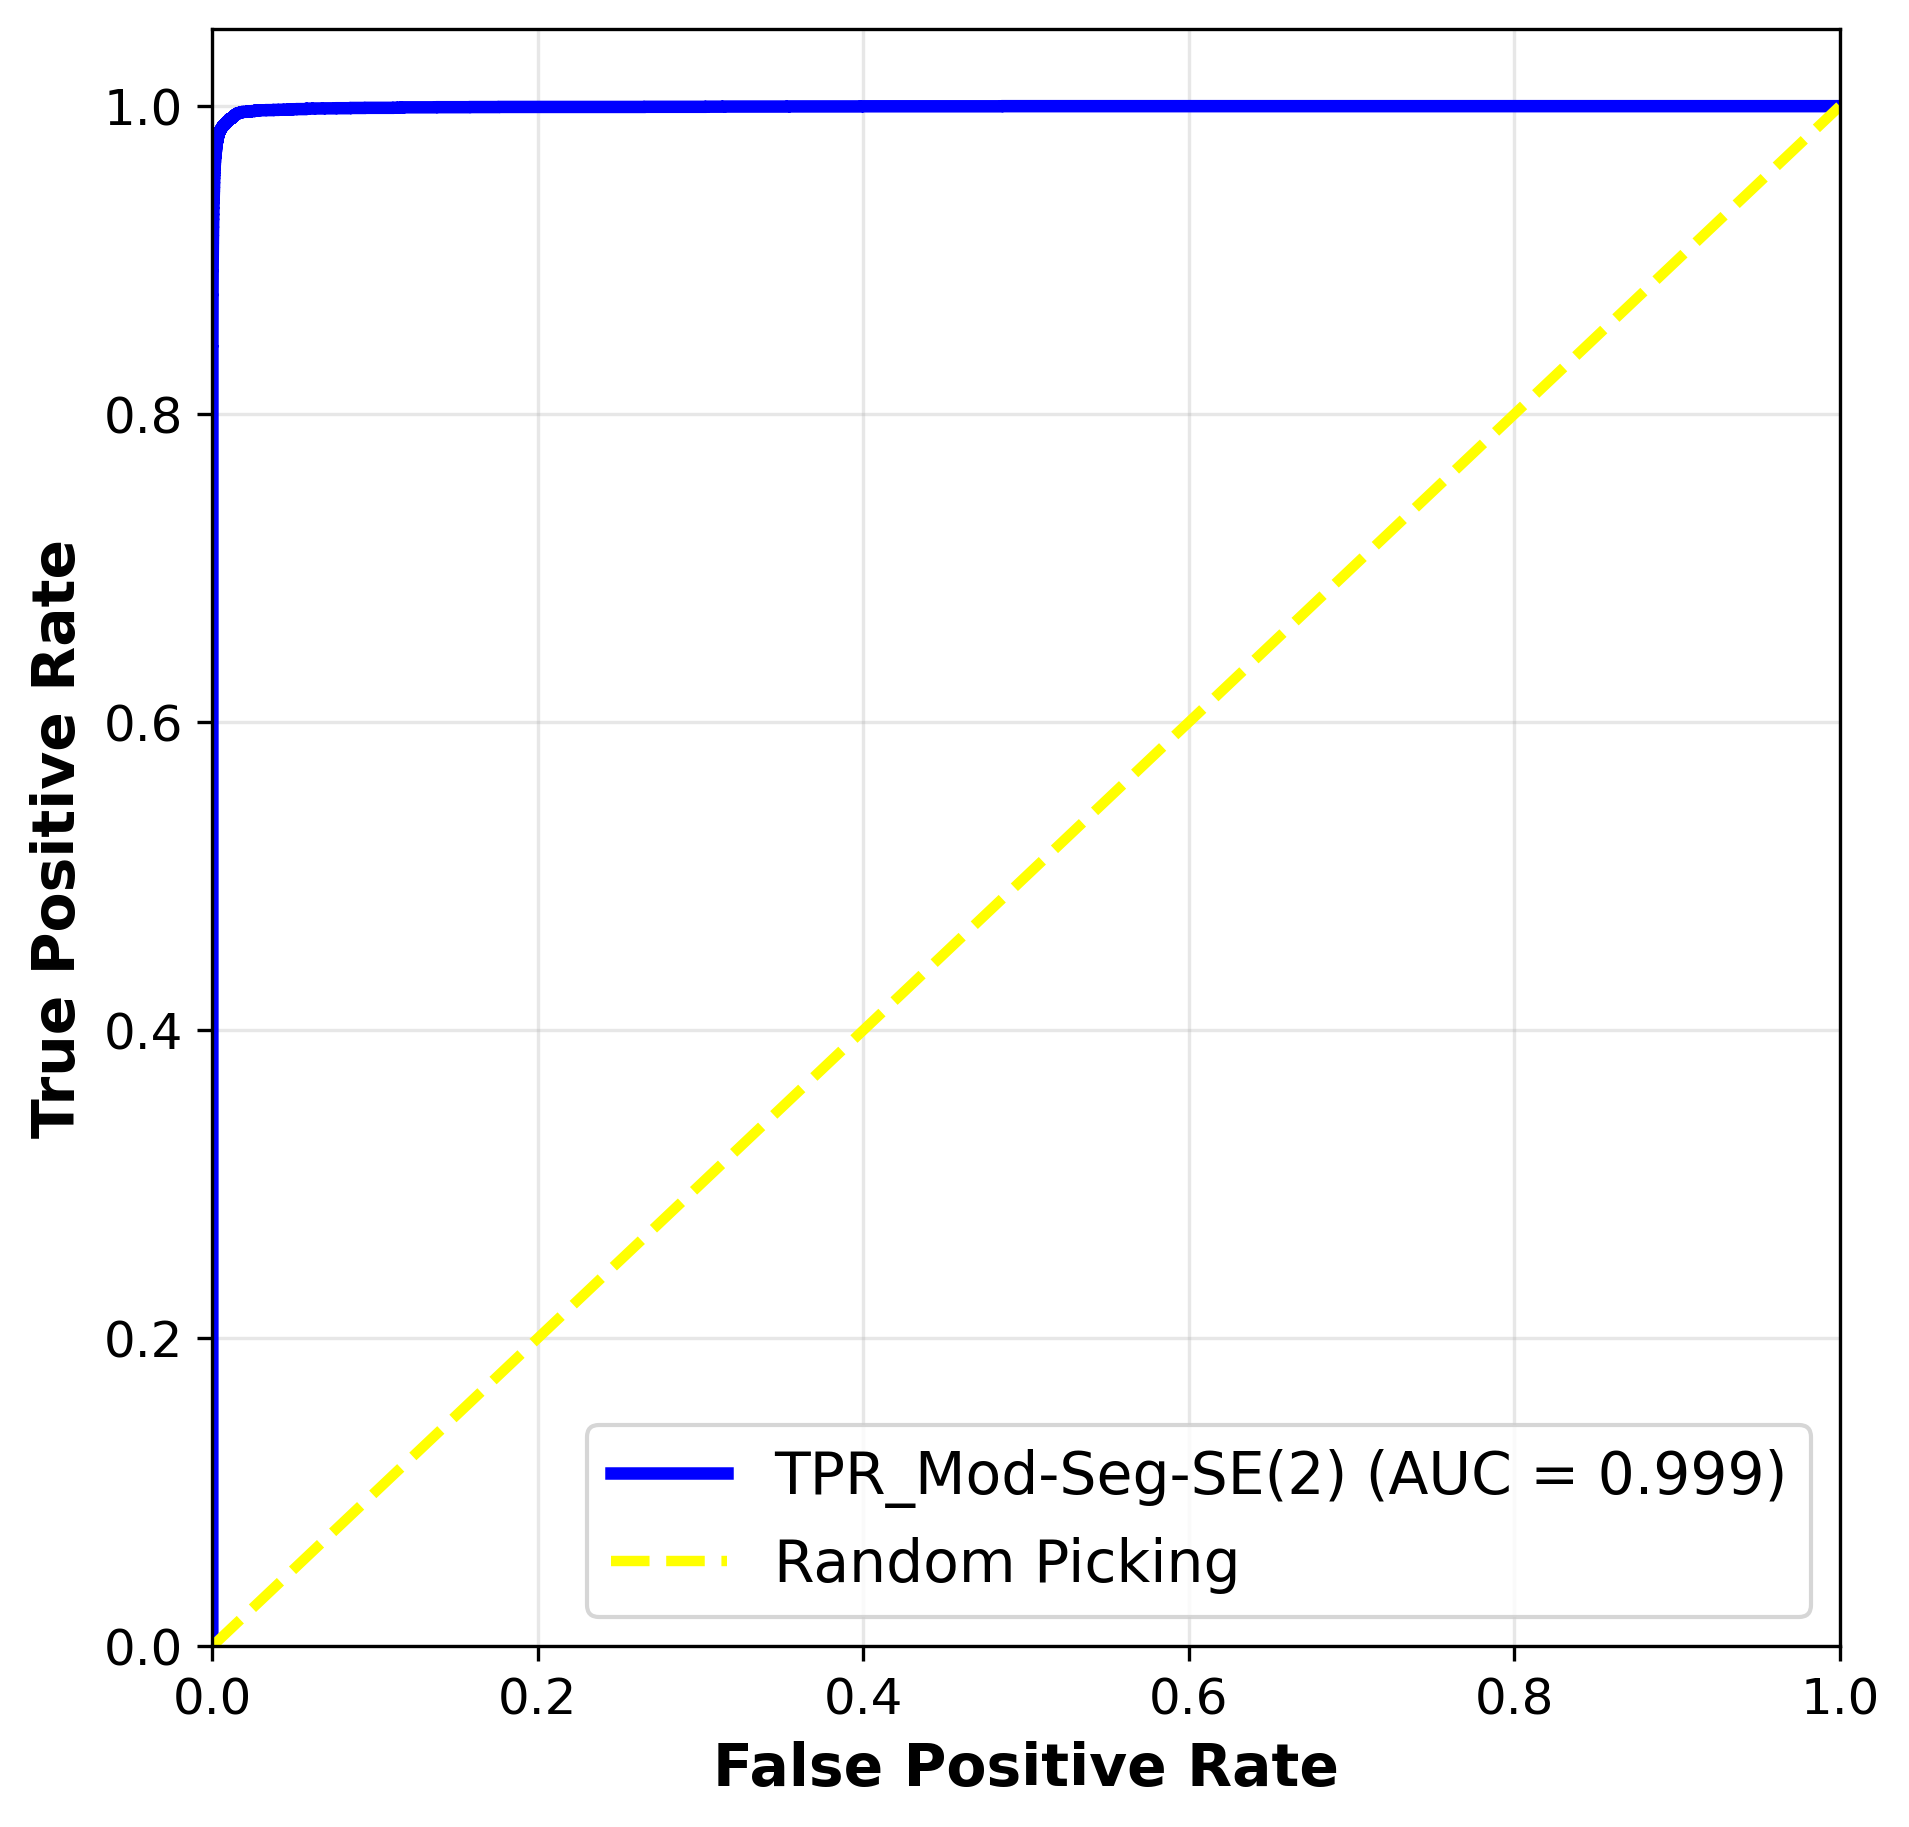 True Positive Rate
1.0
0.8
0.6
0.4
0.2
0.0
TPR_Mod-Seg-SE(2) (AUC = 0.999)
Random Picking
0.0 0.2 0.4 0.6 0.8 1.0
False Positive Rate